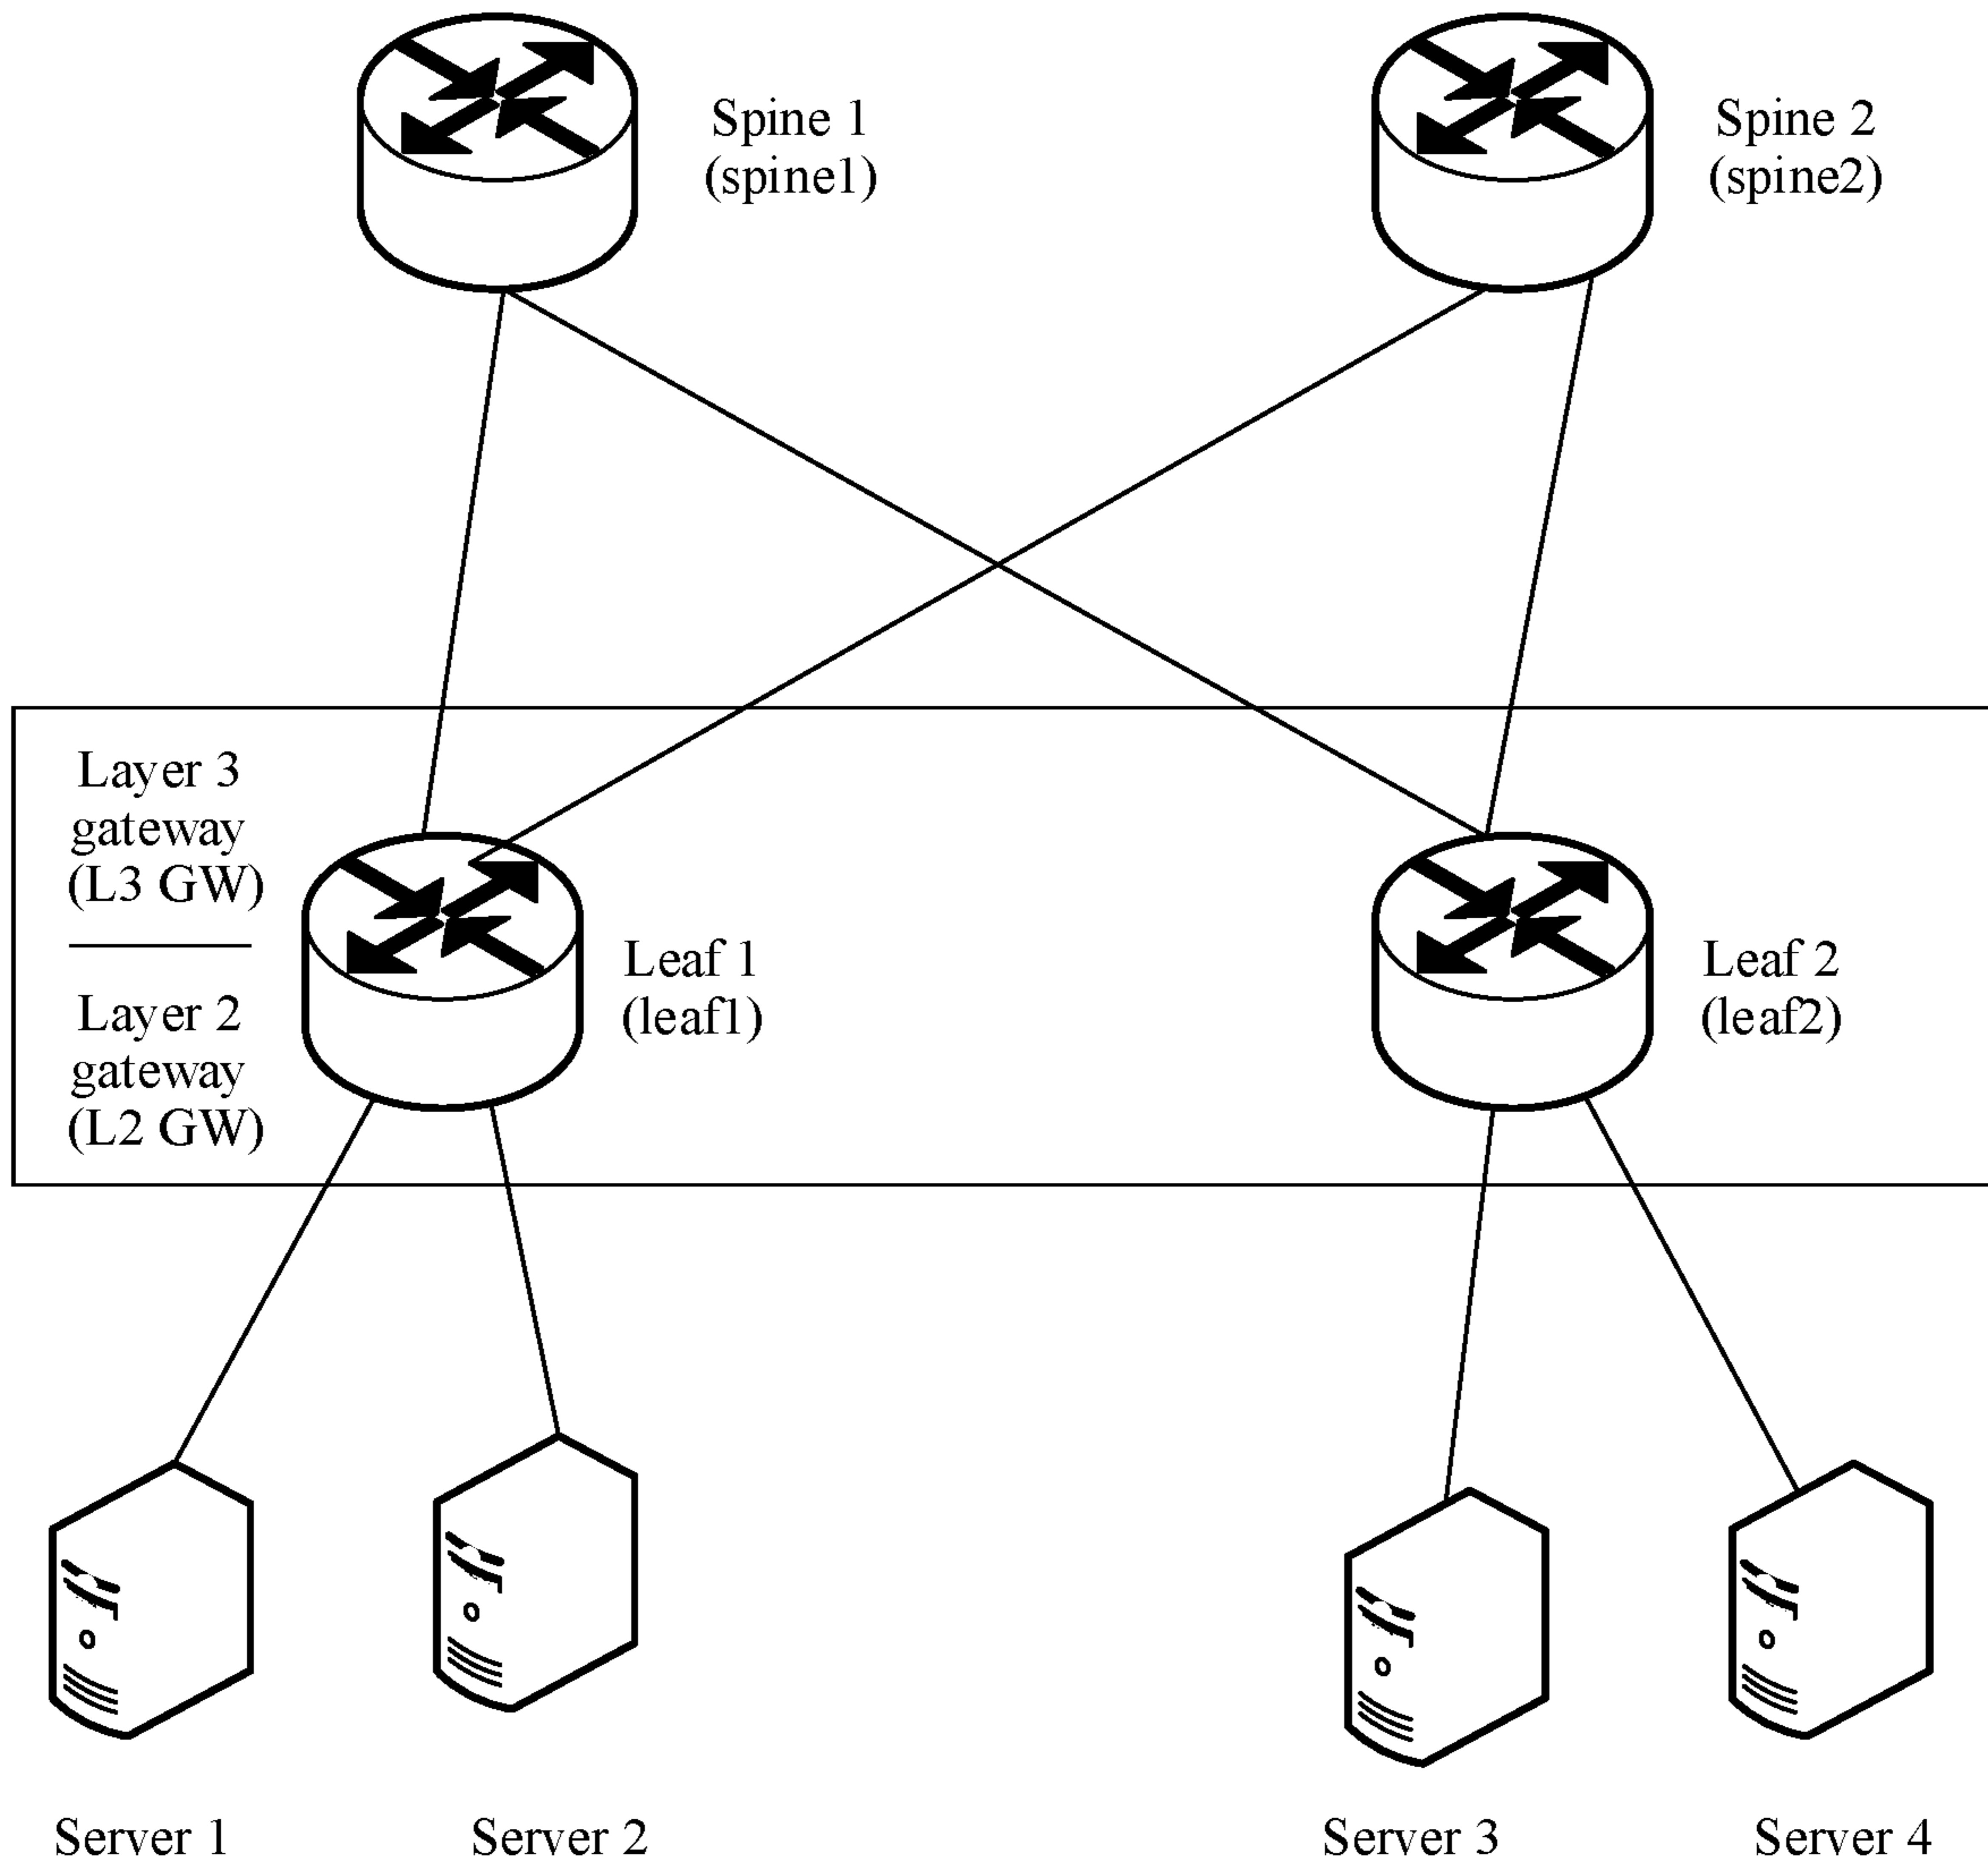 Spine 1
(spine1)
Spine 2
(spine2)
Layer 3
gateway
(L3 GW)
Layer 2
gateway
(L2 GW)
Leaf 1
(leaf1)
Leaf 2
(leaf2)
Server 1
Server 2
Server 3
Server 4